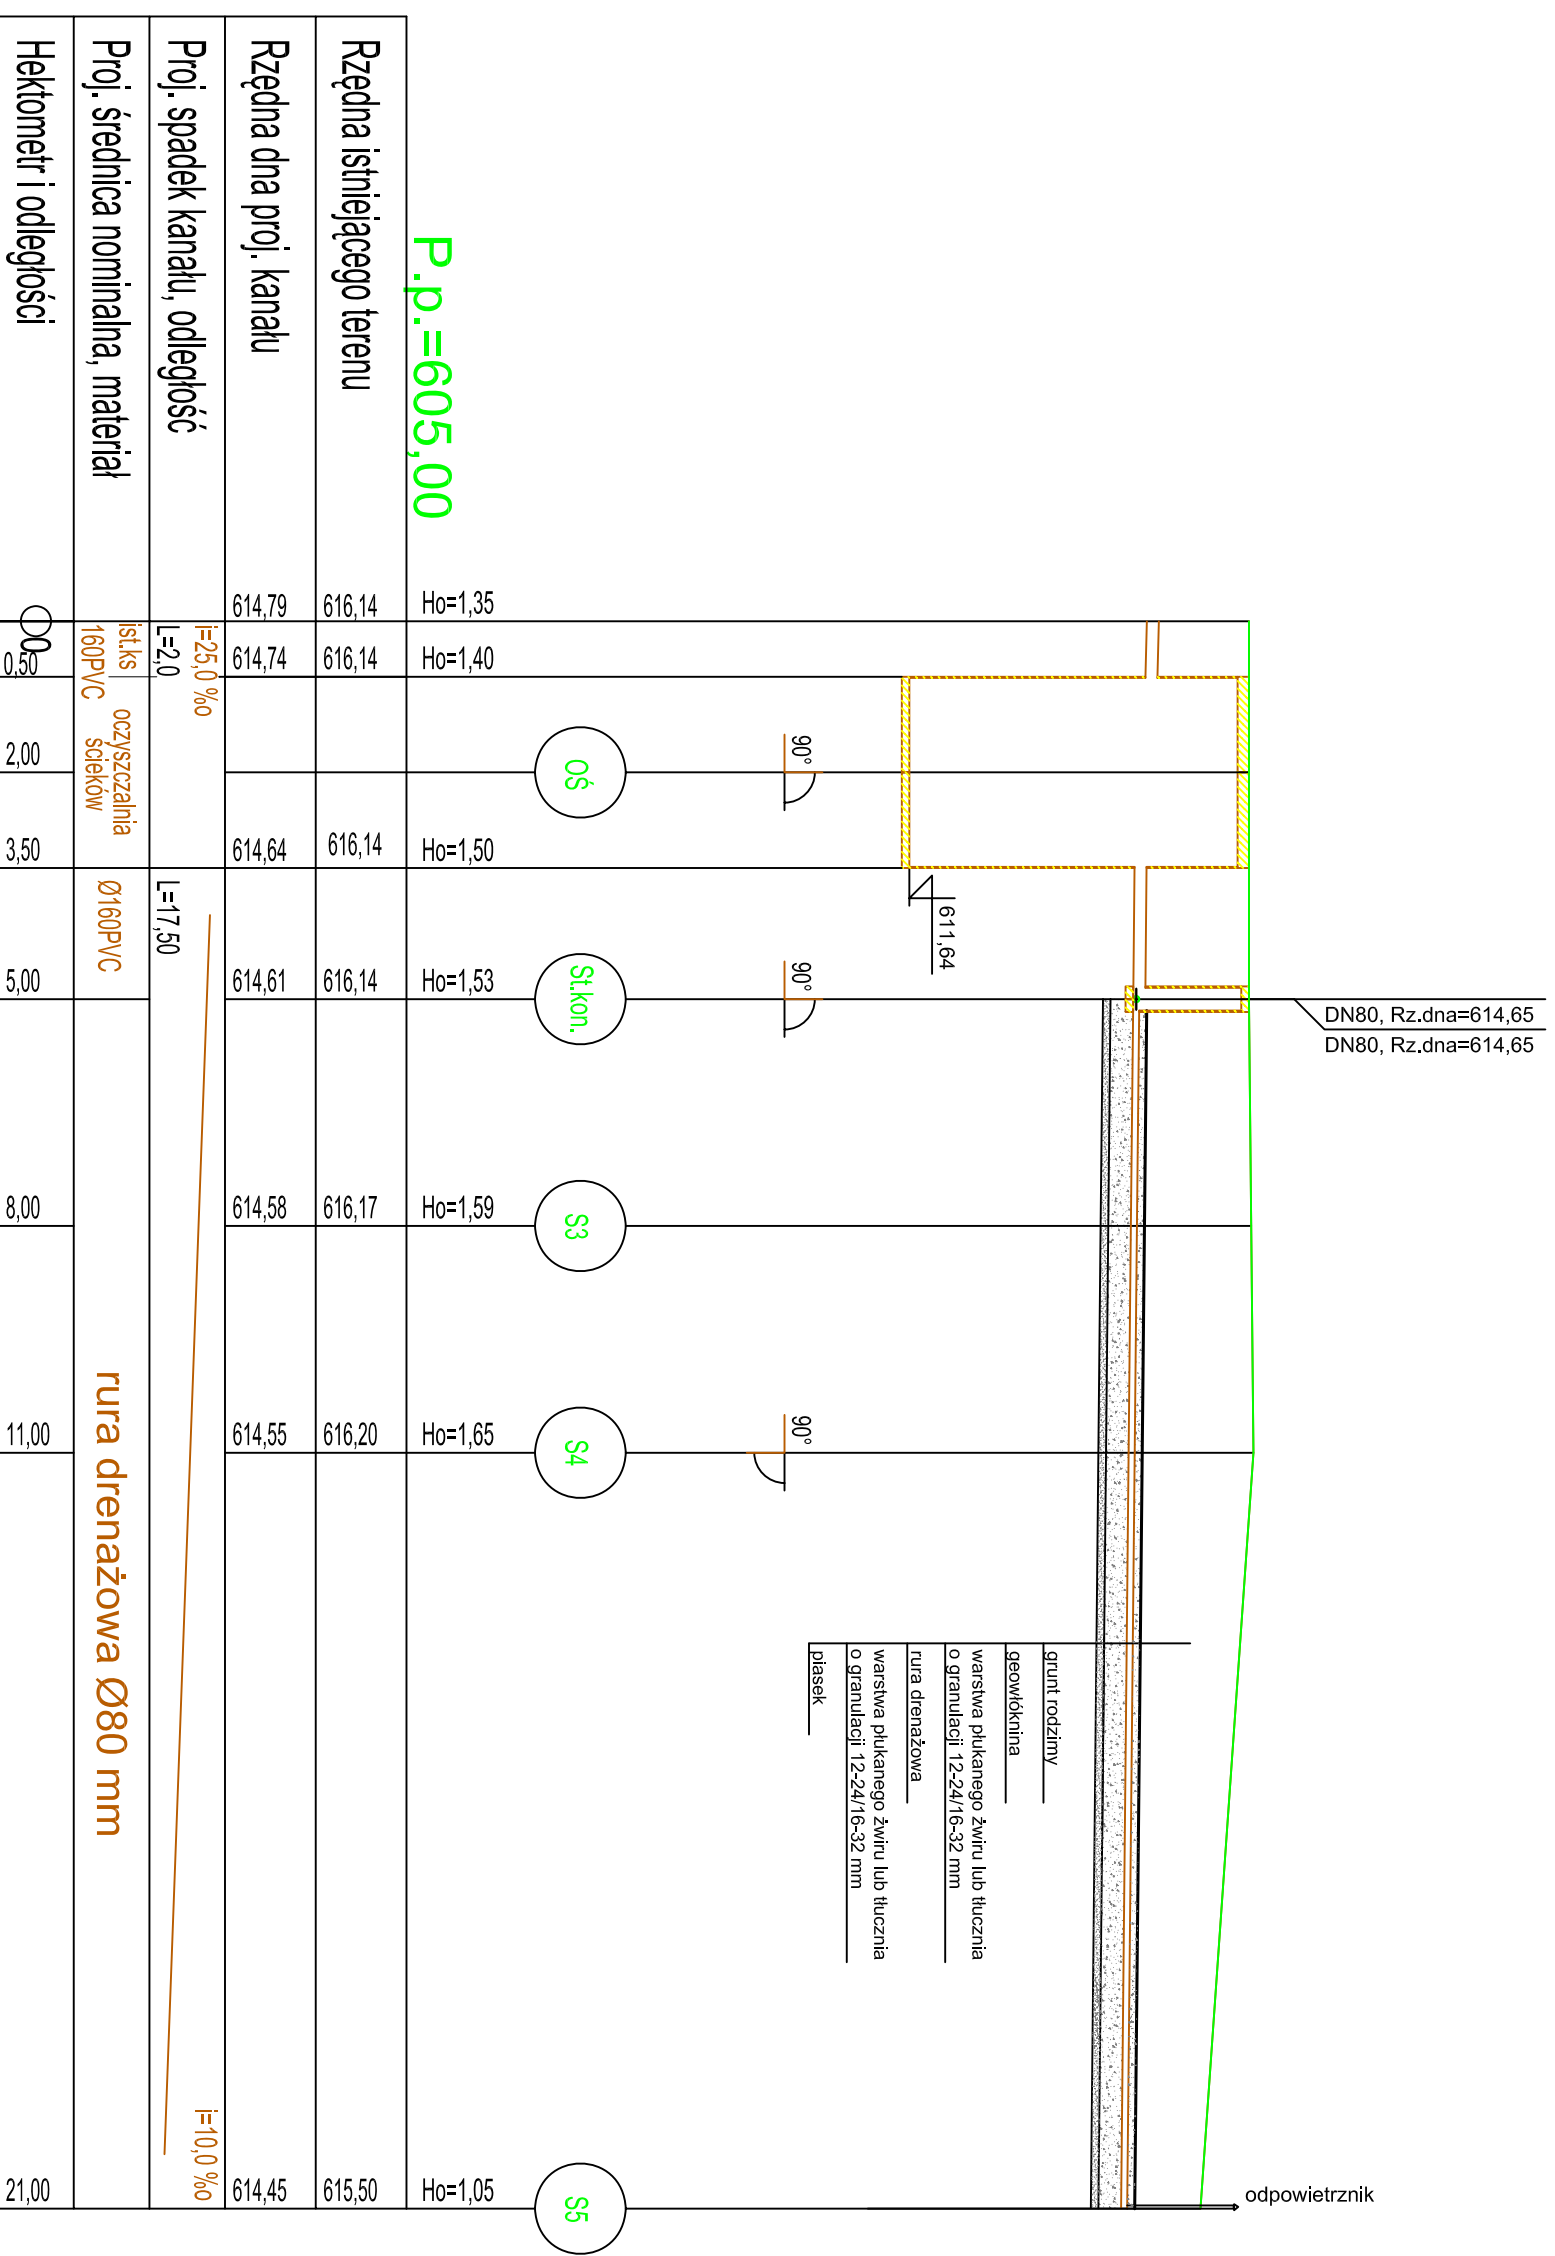 P.p.=605,00
Rzędna istniejącego terenu
616,14
616,14
616,14
616,14
616,17
616,20
615,50
Rzędna dna proj. kanału
614,79
614,74
614,64
614,61
614,58
614,55
614,45
Proj. spadek kanału, odległość
i=25,0 %o
L=2,0
L=17,50
i=10,0 %o
Proj. średnica nominalna, materiał
ist.ks
160PVC
oczyszczalnia
ścieków
Ø160PVC
rura drenażowa Ø80 mm
Hektometr i odległości
0
0,50
2,00
3,50
5,00
8,00
11,00
21,00
Ho=1,35
Ho=1,40
Ho=1,50
Ho=1,53
Ho=1,59
Ho=1,65
Ho=1,05
OŚ
St.kon.
S3
S4
S5
90°
90°
90°
611,64
DN80, Rz.dna=614,65
DN80, Rz.dna=614,65
grunt rodzimy
geowłóknina
warstwa płukanego żwiru lub tłucznia
o granulacji 12-24/16-32 mm
rura drenażowa
warstwa płukanego żwiru lub tłucznia
o granulacji 12-24/16-32 mm
piasek
odpowietrznik